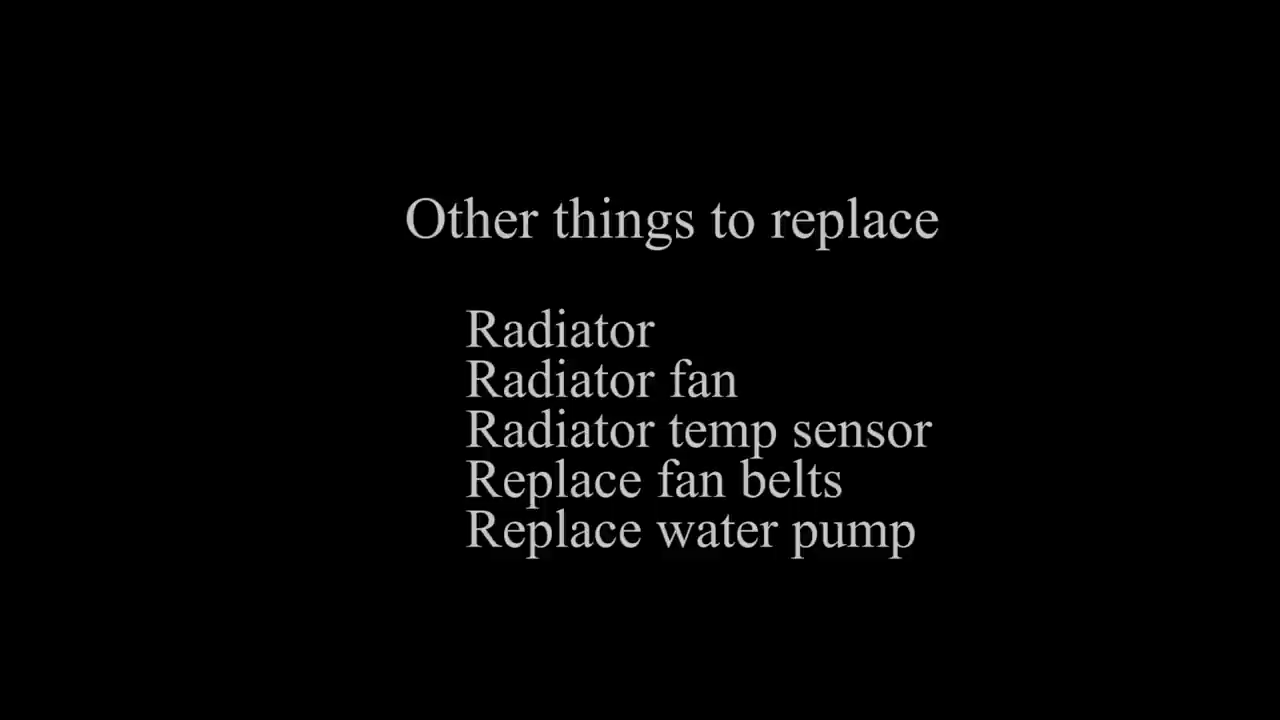 Other things to replace
Radiator
Radiator fan
Radiator temp sensor
Replace fan belts
Replace water pump